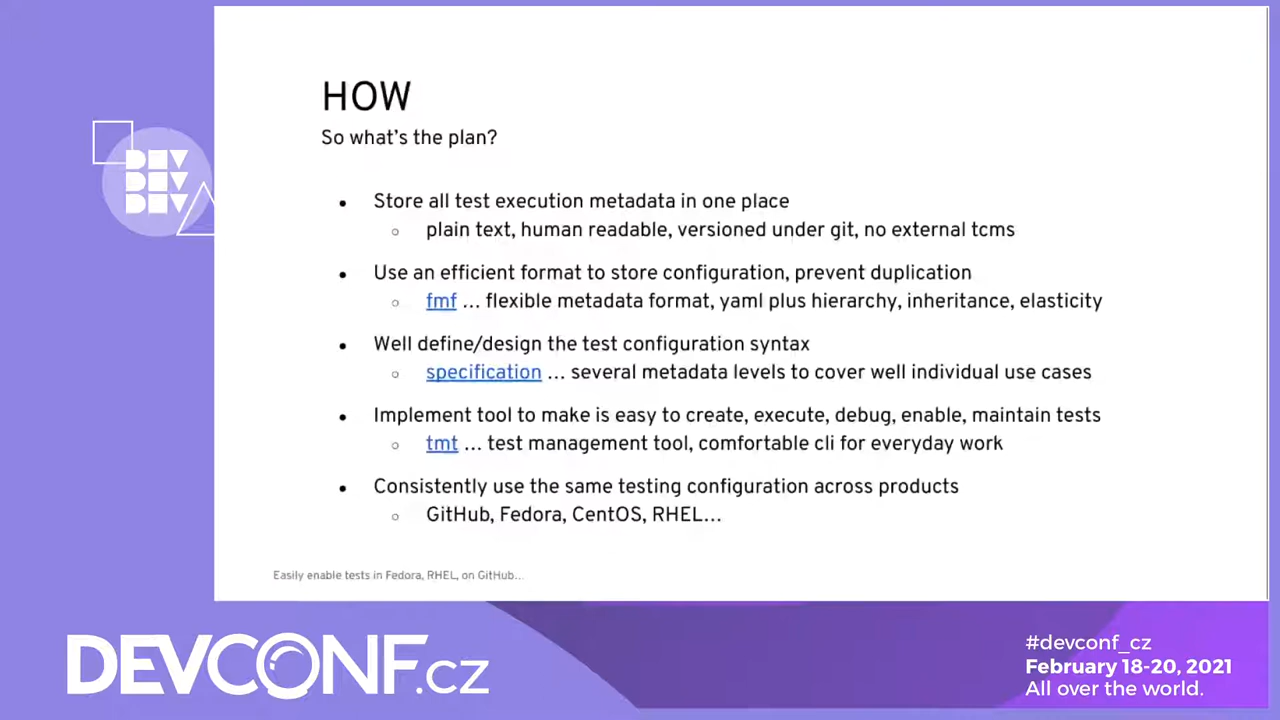 HOW
So what's the plan?
DEV
DEV
DEV
● Store all test execution metadata in one place
○ plain text, human readable, versioned under git, no external tcms
● Use an efficient format to store configuration, prevent duplication
○ fmf … flexible metadata format, yaml plus hierarchy, inheritance, elasticity
● Well define/design the test configuration syntax
○ specification … several metadata levels to cover well individual use cases
● Implement tool to make is easy to create, execute, debug, enable, maintain tests
○ tmt … test management tool, comfortable cli for everyday work
● Consistently use the same testing configuration across products
○ GitHub, Fedora, CentOS, RHEL…
Easily enable tests in Fedora, RHEL, on GitHub…
DEVCONF.cz
#devconf_cz
February 18-20, 2021
All over the world.